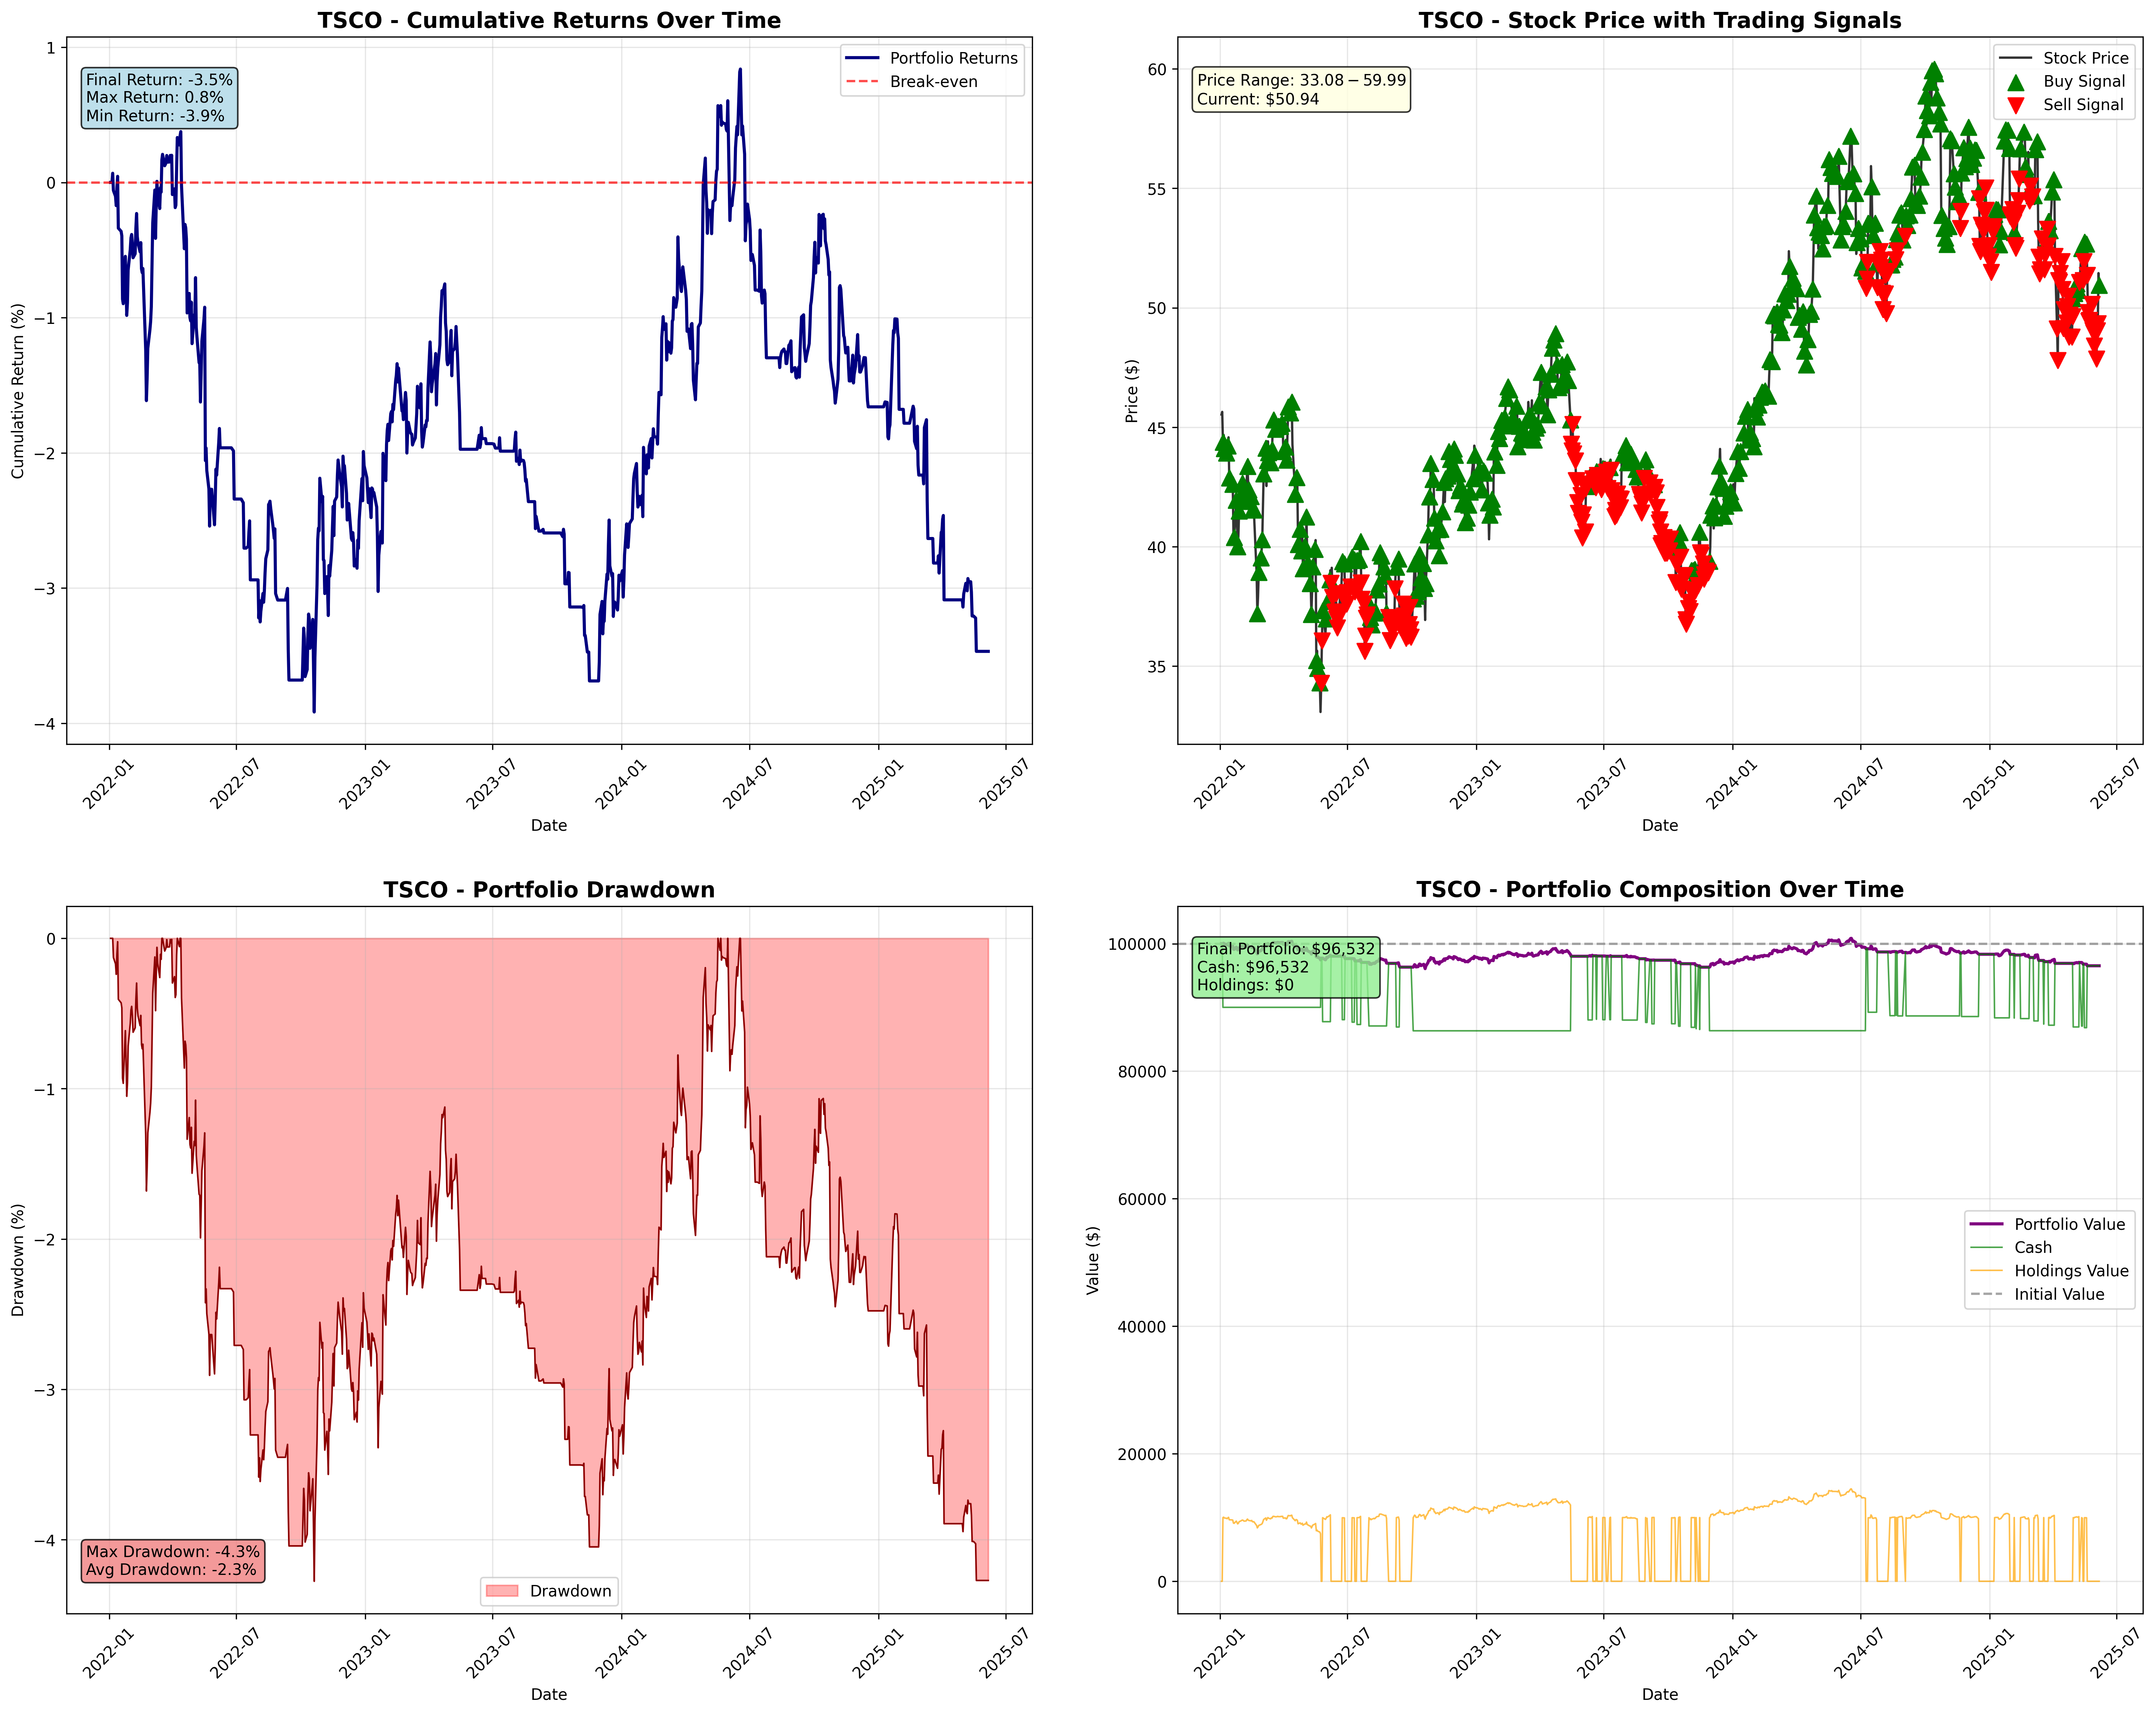 TSCO - Cumulative Returns Over Time
Final Return: -3.5%
Max Return: 0.8%
Min Return: -3.9%
Portfolio Returns
Break-even
1
0
−1
−2
−3
−4
Cumulative Return (%)
2022-01
2022-07
2023-01
2023-07
2024-01
2024-07
2025-01
2025-07
Date
TSCO - Stock Price with Trading Signals
Price Range: 33.08 − 59.99
Current: $50.94
Stock Price
Buy Signal
Sell Signal
60
55
50
45
40
35
Price ($)
2022-01
2022-07
2023-01
2023-07
2024-01
2024-07
2025-01
2025-07
Date
TSCO - Portfolio Drawdown
0
−1
−2
−3
−4
Drawdown (%)
Max Drawdown: -4.3%
Avg Drawdown: -2.3%
Drawdown
2022-01
2022-07
2023-01
2023-07
2024-01
2024-07
2025-01
2025-07
Date
TSCO - Portfolio Composition Over Time
Final Portfolio: $96,532
Cash: $96,532
Holdings: $0
100000
80000
60000
40000
20000
0
Value ($)
Portfolio Value
Cash
Holdings Value
Initial Value
2022-01
2022-07
2023-01
2023-07
2024-01
2024-07
2025-01
2025-07
Date